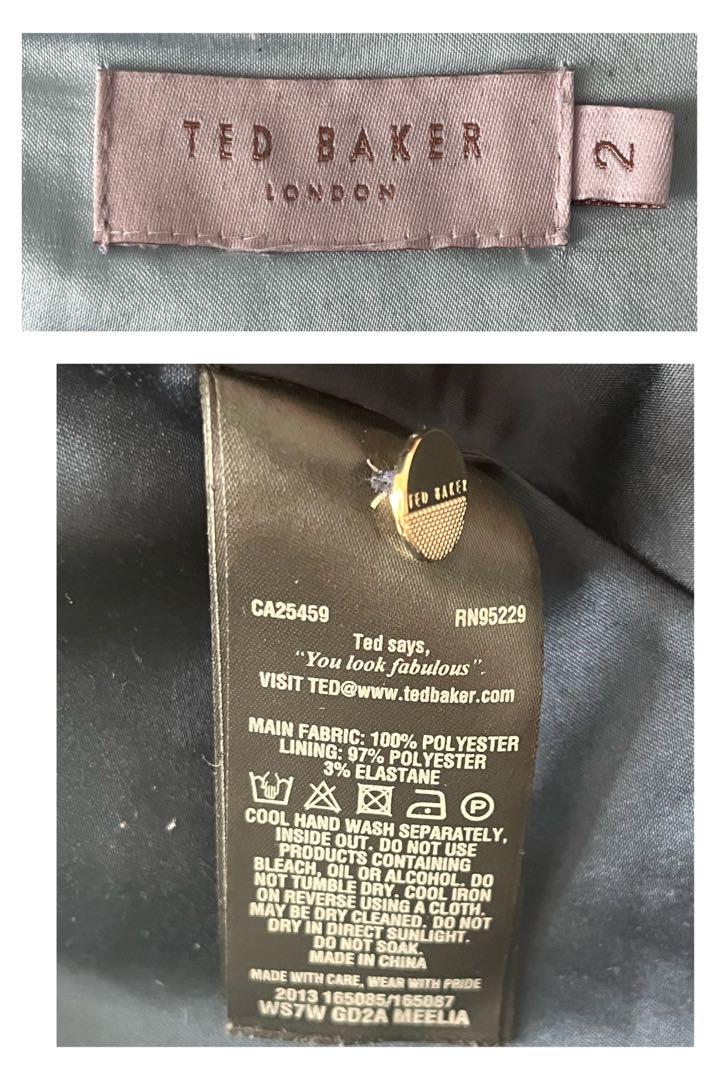 TED BAKER
LONDON
2
TED BAKER
CA25459 RN95229
Ted says,
"You look fabulous".
VISIT TED@www.tedbaker.com
MAIN FABRIC: 100% POLYESTER
LINING: 97% POLYESTER
3% ELASTANE
P
COOL HAND WASH SEPARATELY,
INSIDE OUT. DO NOT USE
PRODUCTS CONTAINING
BLEACH, OIL OR ALCOHOL. DO
NOT TUMBLE DRY. COOL IRON
ON REVERSE USING A CLOTH.
MAY BE DRY CLEANED. DO NOT
DRY IN DIRECT SUNLIGHT.
DO NOT SOAK.
MADE IN CHINA
MADE WITH CARE, WEAR WITH PRIDE
2013 165085/165087
WS7W GD2A MEELIA